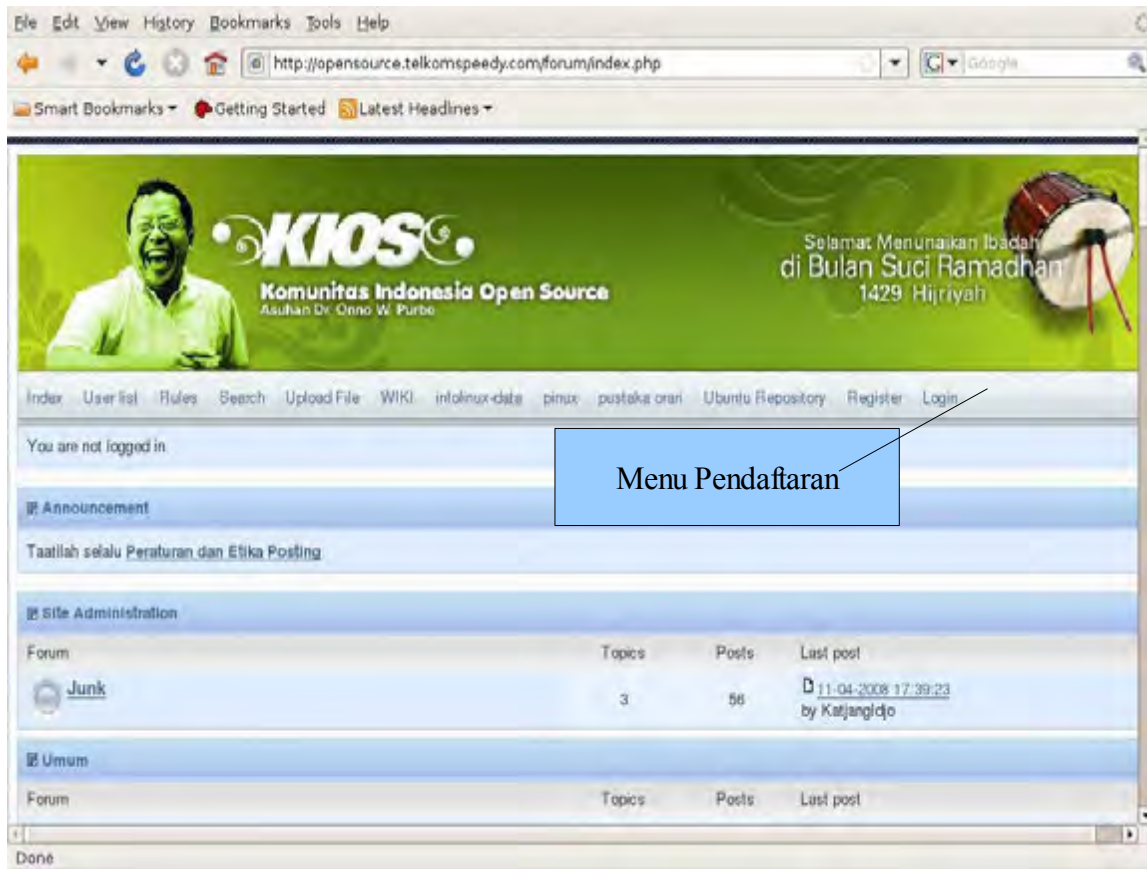 File Edit View History Bookmarks Tools Help
http://opensource.telkomspeedy.com/forum/index.php
Google
Smart Bookmarks Getting Started Latest Headlines
KIOS
Komunitas Indonesia Open Source
Asuhan Dr. Onno W. Purbo
Selamat Menunaikan Ibadah
di Bulan Suci Ramadhan
1429 Hijriyah
Index User list Rules Search Upload File WIKI infolinux-data pinux pustaka orari Ubuntu Repository Register Login
You are not logged in
Menu Pendaftaran
Announcement
Taatilah selalu Peraturan dan Etika Posting
Site Administration
Forum Topics Posts Last post
Junk 3 56 11-04-2008 17:39:23
by KatjangIdjo
Umum
Forum Topics Posts Last post
Done